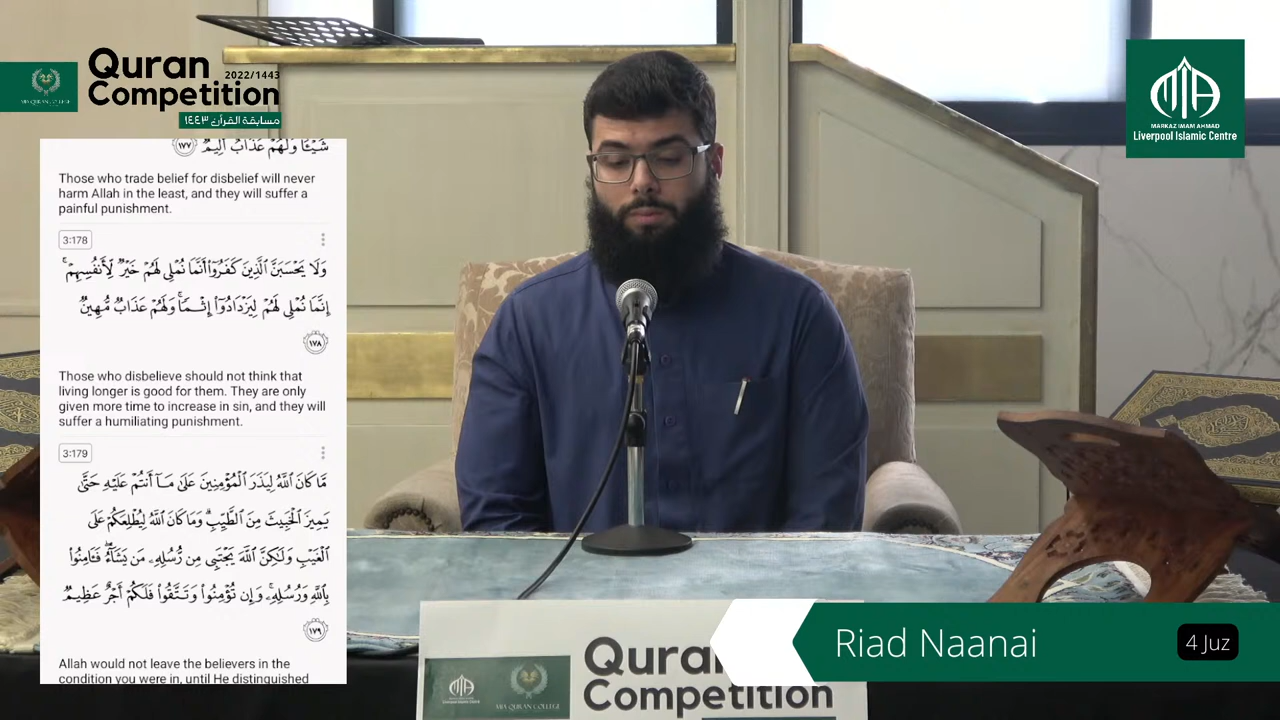 Quran
2022/1443
Competition
مسابقة القرآن ١٤٤٣
MIA QURAN COLLEGE
MARKAZ IMAM AHMAD
Liverpool Islamic Centre
شَيْـًٔا وَلَهُمْ عَذَابٌ أَلِيمٌ ١٧٧
Those who trade belief for disbelief will never
harm Allah in the least, and they will suffer a
painful punishment.
3:178
وَلَا يَحْسَبَنَّ ٱلَّذِينَ كَفَرُوٓا۟ أَنَّمَا نُمْلِى لَهُمْ خَيْرٌ لِّأَنفُسِهِمْ ۚ
إِنَّمَا نُمْلِى لَهُمْ لِيَزْدَادُوٓا۟ إِثْمًا ۚ وَلَهُمْ عَذَابٌ مُّهِينٌ
١٧٨
Those who disbelieve should not think that
living longer is good for them. They are only
given more time to increase in sin, and they will
suffer a humiliating punishment.
3:179
مَّا كَانَ ٱللَّهُ لِيَذَرَ ٱلْمُؤْمِنِينَ عَلَىٰ مَآ أَنتُمْ عَلَيْهِ حَتَّىٰ
يَمِيزَ ٱلْخَبِيثَ مِنَ ٱلطَّيِّبِ ۗ وَمَا كَانَ ٱللَّهُ لِيُطْلِعَكُمْ عَلَى
ٱلْغَيْبِ وَلَـٰكِنَّ ٱللَّهَ يَجْتَبِى مِن رُّسُلِهِۦ مَن يَشَآءُ ۖ فَـَٔامِنُوا۟
بِٱللَّهِ وَرُسُلِهِۦ ۚ وَإِن تُؤْمِنُوا۟ وَتَتَّقُوا۟ فَلَكُمْ أَجْرٌ عَظِيمٌ
١٧٩
Allah would not leave the believers in the
condition you were in, until He distinguished
Riad Naanai
4 Juz
Quran
Competition
MIA QURAN COLLEGE